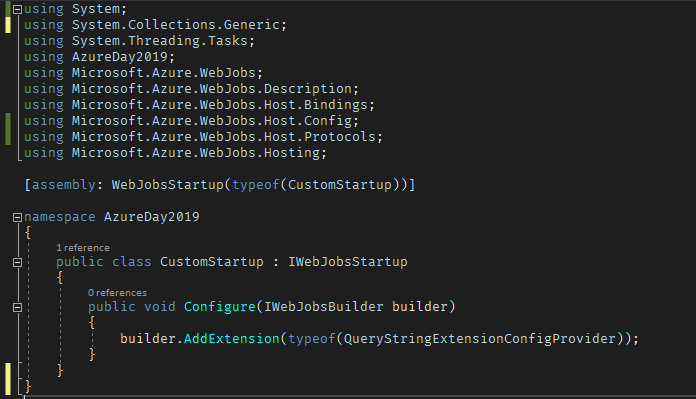 using System;
using System.Collections.Generic;
using System.Threading.Tasks;
using AzureDay2019;
using Microsoft.Azure.WebJobs;
using Microsoft.Azure.WebJobs.Description;
using Microsoft.Azure.WebJobs.Host.Bindings;
using Microsoft.Azure.WebJobs.Host.Config;
using Microsoft.Azure.WebJobs.Host.Protocols;
using Microsoft.Azure.WebJobs.Hosting;
[assembly: WebJobsStartup(typeof(CustomStartup))]
namespace AzureDay2019
{
1 reference
public class CustomStartup : IWebJobsStartup
{
0 references
public void Configure(IWebJobsBuilder builder)
{
builder.AddExtension(typeof(QueryStringExtensionConfigProvider));
}
}
}